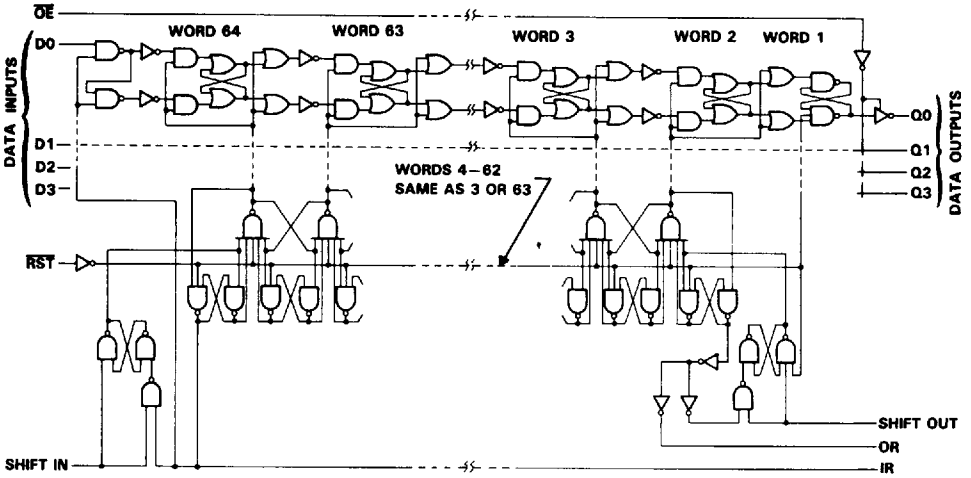 OE
D0
WORD 64
WORD 63
WORD 3
WORD 2
WORD 1
DATA INPUTS
D1
D2
D3
Q0
Q1
Q2
Q3
DATA OUTPUTS
WORDS 4–62
SAME AS 3 OR 63
RST
SHIFT OUT
OR
SHIFT IN
IR